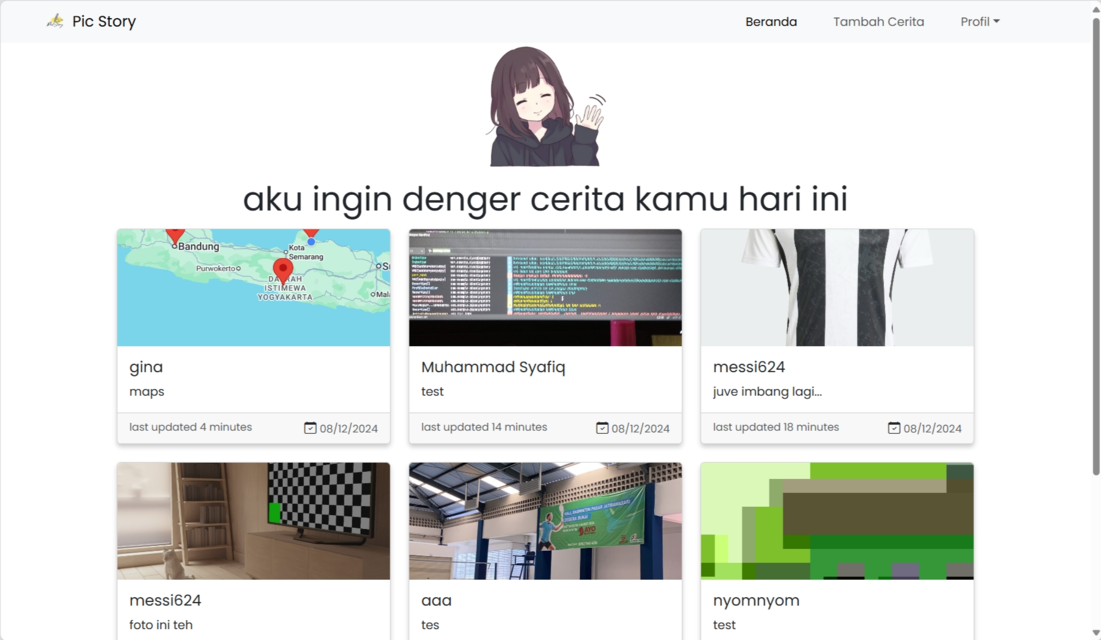 Pic Story
Beranda
Tambah Cerita
Profil
aku ingin denger cerita kamu hari ini
Bandung
Kota
Semarang
Purwokerto
DAERAH
ISTIMEWA
YOGYAKARTA
gina
maps
last updated 4 minutes
08/12/2024
Muhammad Syafiq
test
last updated 14 minutes
08/12/2024
messi624
juve imbang lagi...
last updated 18 minutes
08/12/2024
messi624
foto ini teh
aaa
tes
nyomnyom
test